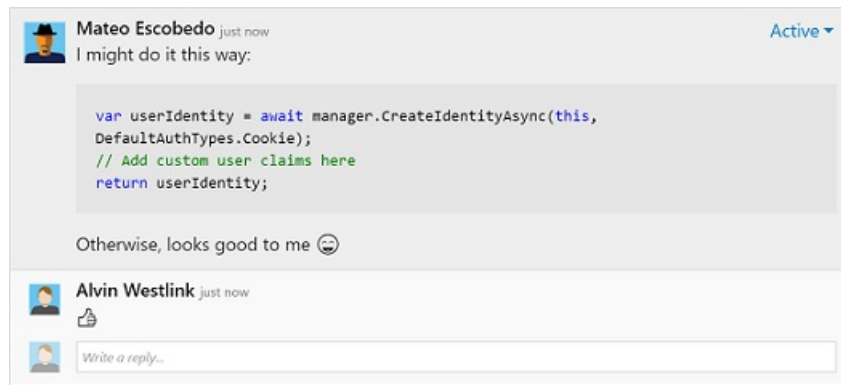 Mateo Escobedo just now
Active
I might do it this way:
var userIdentity = await manager.CreateIdentityAsync(this,
DefaultAuthTypes.Cookie);
// Add custom user claims here
return userIdentity;
Otherwise, looks good to me
Alvin Westlink just now
Write a reply...